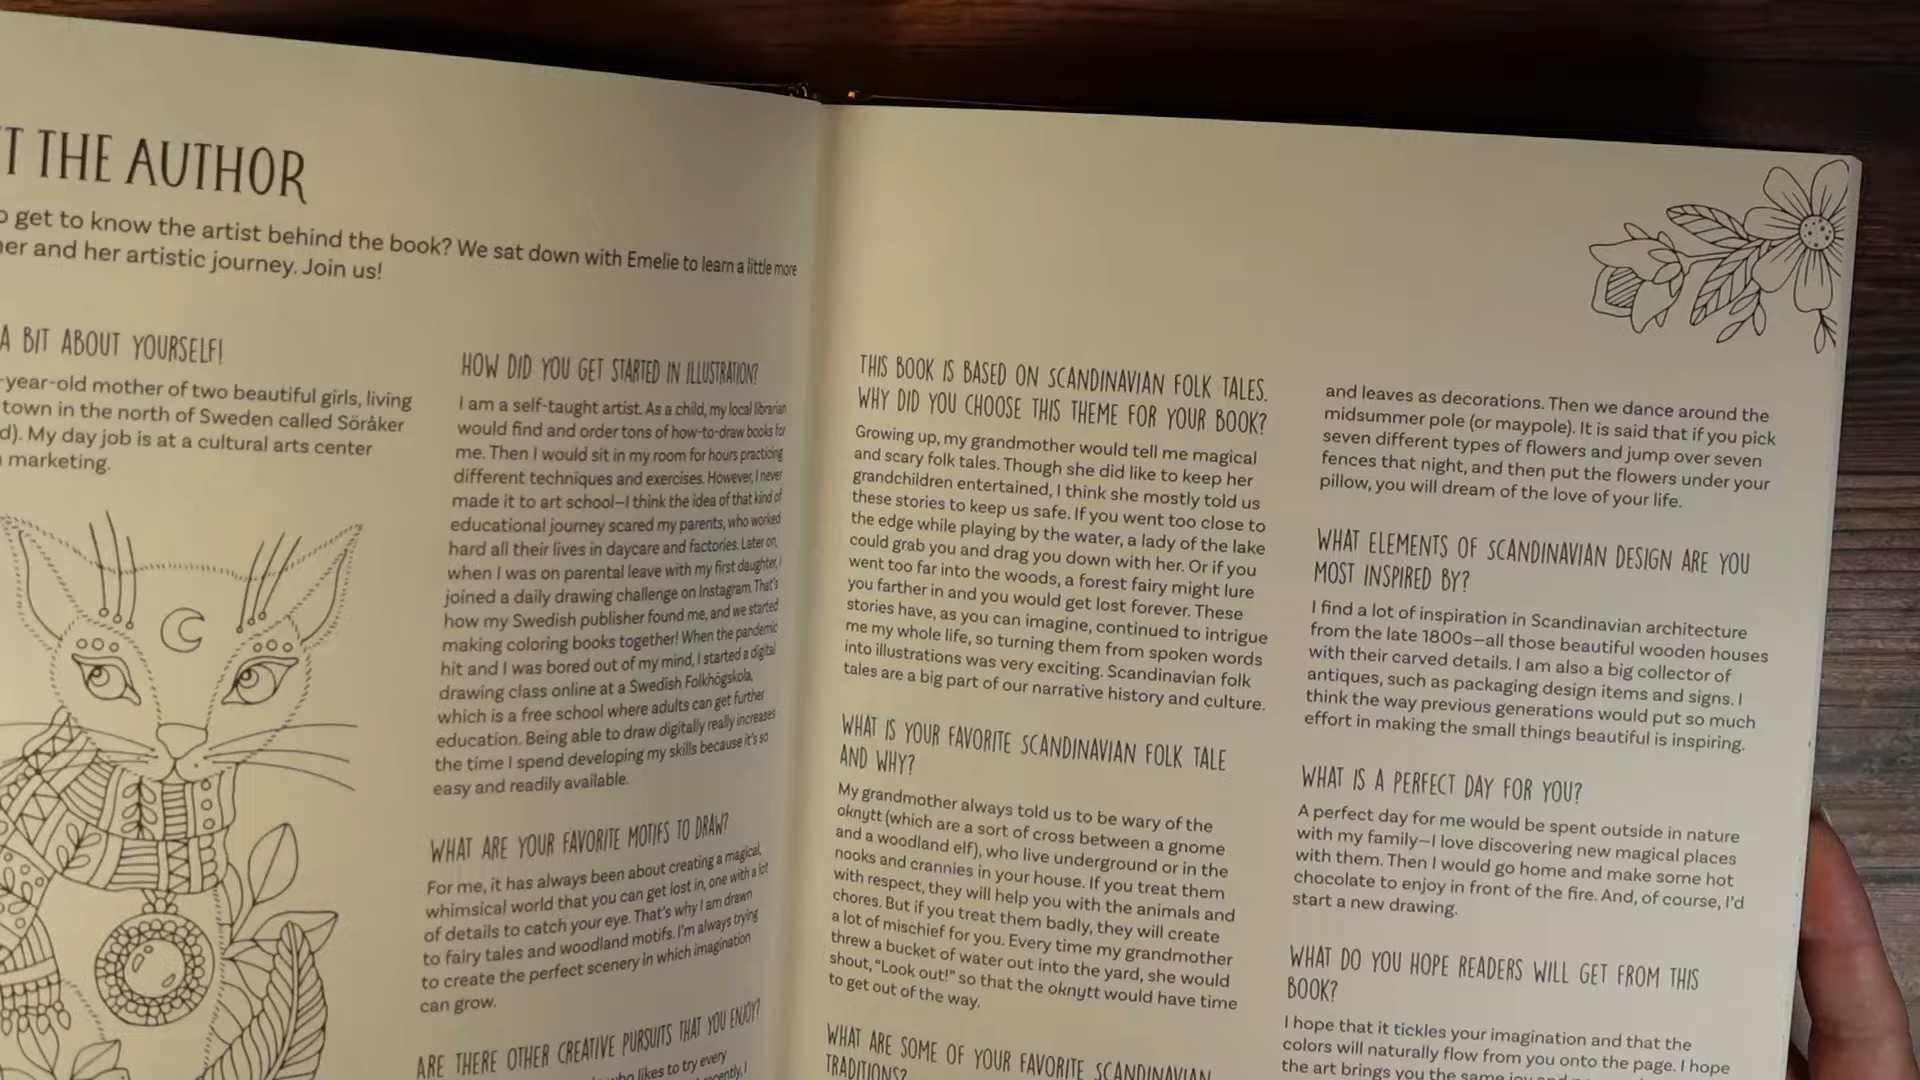 T THE AUTHOR
get to know the artist behind the book? We sat down with Emelie to learn a little more
her and her artistic journey. Join us!
A BIT ABOUT YOURSELF!
-year-old mother of two beautiful girls, living
town in the north of Sweden called Söråker
d). My day job is at a cultural arts center
marketing.
HOW DID YOU GET STARTED IN ILLUSTRATION?
I am a self-taught artist. As a child, my local librarian
would find and order tons of how-to-draw books for
me. Then I would sit in my room for hours practicing
different techniques and exercises. However, I never
made it to art school—I think the idea of that kind of
educational journey scared my parents, who worked
hard all their lives in daycare and factories. Later on,
when I was on parental leave with my first daughter, I
joined a daily drawing challenge on Instagram. That's
how my Swedish publisher found me, and we started
making coloring books together! When the pandemic
hit and I was bored out of my mind, I started a digital
drawing class online at a Swedish Folkhögskola,
which is a free school where adults can get further
education. Being able to draw digitally really increases
the time I spend developing my skills because it's so
easy and readily available.
WHAT ARE YOUR FAVORITE MOTIFS TO DRAW?
For me, it has always been about creating a magical,
whimsical world that you can get lost in, one with a lot
of details to catch your eye. That's why I am drawn
to fairy tales and woodland motifs. I'm always trying
to create the perfect scenery in which imagination
can grow.
ARE THERE OTHER CREATIVE PURSUITS THAT YOU ENJOY?
who likes to try every
recently, I
THIS BOOK IS BASED ON SCANDINAVIAN FOLK TALES.
WHY DID YOU CHOOSE THIS THEME FOR YOUR BOOK?
Growing up, my grandmother would tell me magical
and scary folk tales. Though she did like to keep her
grandchildren entertained, I think she mostly told us
these stories to keep us safe. If you went too close to
the edge while playing by the water, a lady of the lake
could grab you and drag you down with her. Or if you
went too far into the woods, a forest fairy might lure
you farther in and you would get lost forever. These
stories have, as you can imagine, continued to intrigue
me my whole life, so turning them from spoken words
into illustrations was very exciting. Scandinavian folk
tales are a big part of our narrative history and culture.
WHAT IS YOUR FAVORITE SCANDINAVIAN FOLK TALE
AND WHY?
My grandmother always told us to be wary of the
oknytt (which are a sort of cross between a gnome
and a woodland elf), who live underground or in the
nooks and crannies in your house. If you treat them
with respect, they will help you with the animals and
chores. But if you treat them badly, they will create
a lot of mischief for you. Every time my grandmother
threw a bucket of water out into the yard, she would
shout, "Look out!" so that the oknytt would have time
to get out of the way.
WHAT ARE SOME OF YOUR FAVORITE SCANDINAVIAN
TRADITIONS?
and leaves as decorations. Then we dance around the
midsummer pole (or maypole). It is said that if you pick
seven different types of flowers and jump over seven
fences that night, and then put the flowers under your
pillow, you will dream of the love of your life.
WHAT ELEMENTS OF SCANDINAVIAN DESIGN ARE YOU
MOST INSPIRED BY?
I find a lot of inspiration in Scandinavian architecture
from the late 1800s—all those beautiful wooden houses
with their carved details. I am also a big collector of
antiques, such as packaging design items and signs. I
think the way previous generations would put so much
effort in making the small things beautiful is inspiring.
WHAT IS A PERFECT DAY FOR YOU?
A perfect day for me would be spent outside in nature
with my family—I love discovering new magical places
with them. Then I would go home and make some hot
chocolate to enjoy in front of the fire. And, of course, I'd
start a new drawing.
WHAT DO YOU HOPE READERS WILL GET FROM THIS
BOOK?
I hope that it tickles your imagination and that the
colors will naturally flow from you onto the page. I hope
the art brings you the same joy and